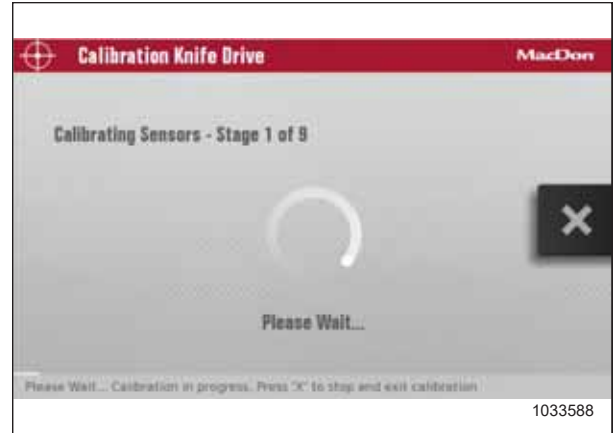 Calibration Knife Drive
MacDon
Calibrating Sensors - Stage 1 of 9
Please Wait...
Please Wait... Calibration in progress. Press "X" to stop and exit calibration
1033588